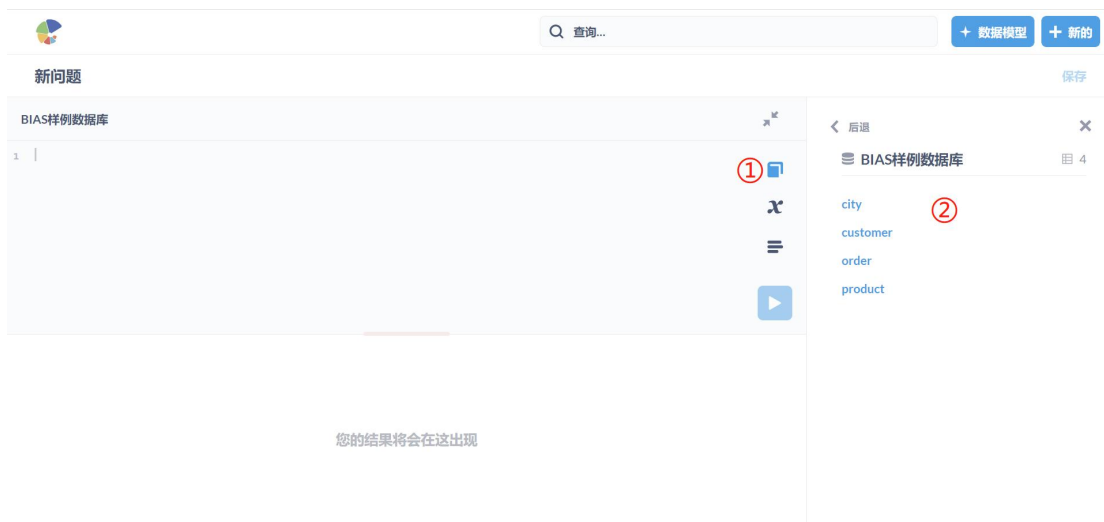 查询...
+ 数据模型
+ 新的
新问题
保存
BIAS样例数据库
1
①
x
您的结果将会在这出现
后退
BIAS样例数据库
4
city
②
customer
order
product